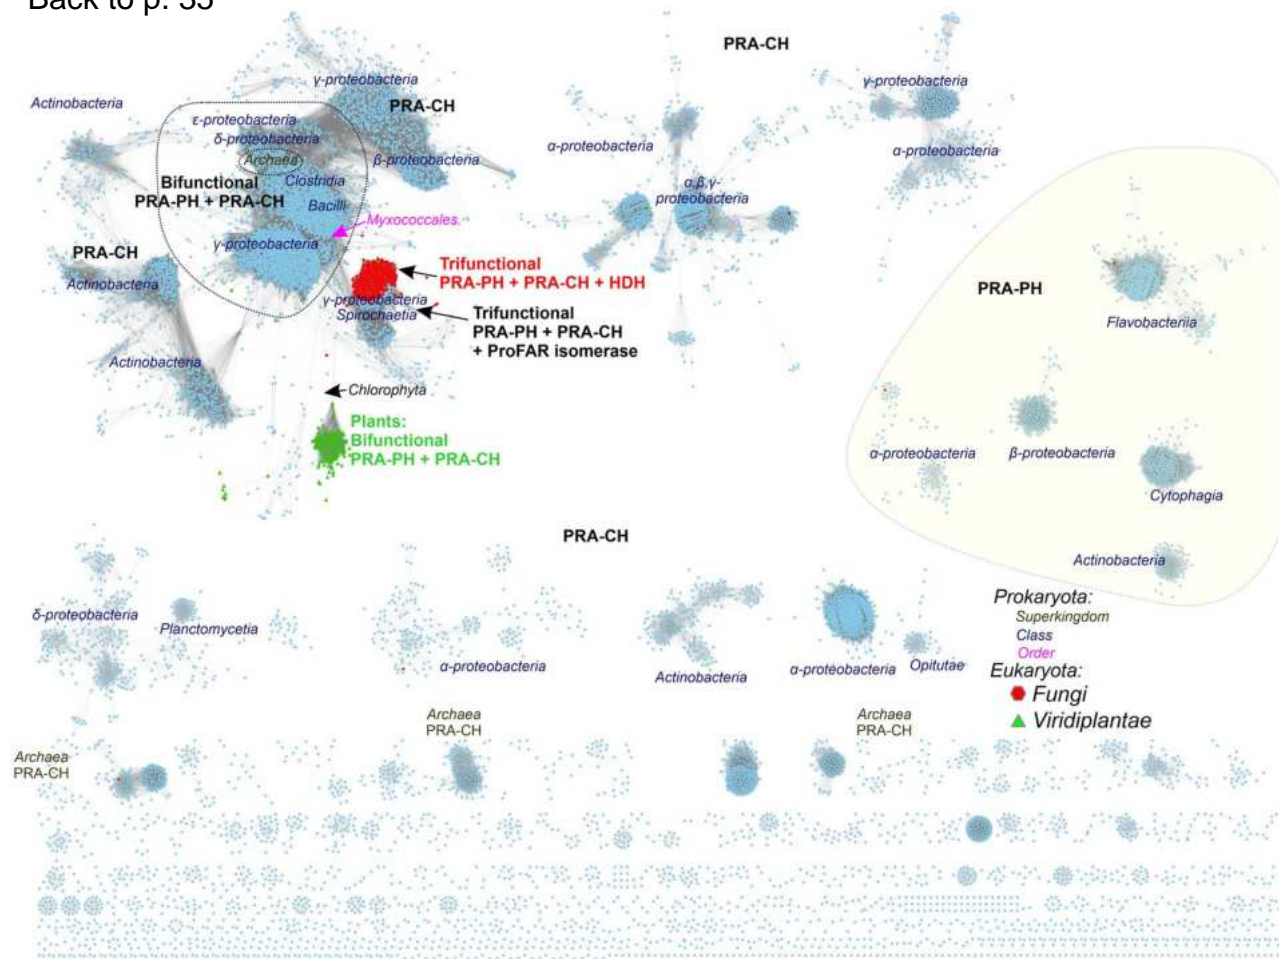 Back to p. 35
PRA-CH
γ-proteobacteria
γ-proteobacteria
Actinobacteria
PRA-CH
ε-proteobacteria
δ-proteobacteria
α-proteobacteria
α-proteobacteria
Archaea
β-proteobacteria
Bifunctional
PRA-PH + PRA-CH
Clostridia
α,β,γ-
proteobacteria
Bacilli
Myxococcales
γ-proteobacteria
PRA-CH
Actinobacteria
Trifunctional
PRA-PH + PRA-CH + HDH
PRA-PH
γ-proteobacteria
Spirochaetia
Trifunctional
PRA-PH + PRA-CH
+ ProFAR isomerase
Flavobacteriia
Actinobacteria
Chlorophyta
Plants:
Bifunctional
PRA-PH + PRA-CH
α-proteobacteria
β-proteobacteria
Cytophagia
PRA-CH
Actinobacteria
δ-proteobacteria
Planctomycetia
α-proteobacteria
Actinobacteria
α-proteobacteria
Opitutae
Prokaryota:
Superkingdom
Class
Order
Eukaryota:
Fungi
Viridiplantae
Archaea
PRA-CH
Archaea
PRA-CH
Archaea
PRA-CH